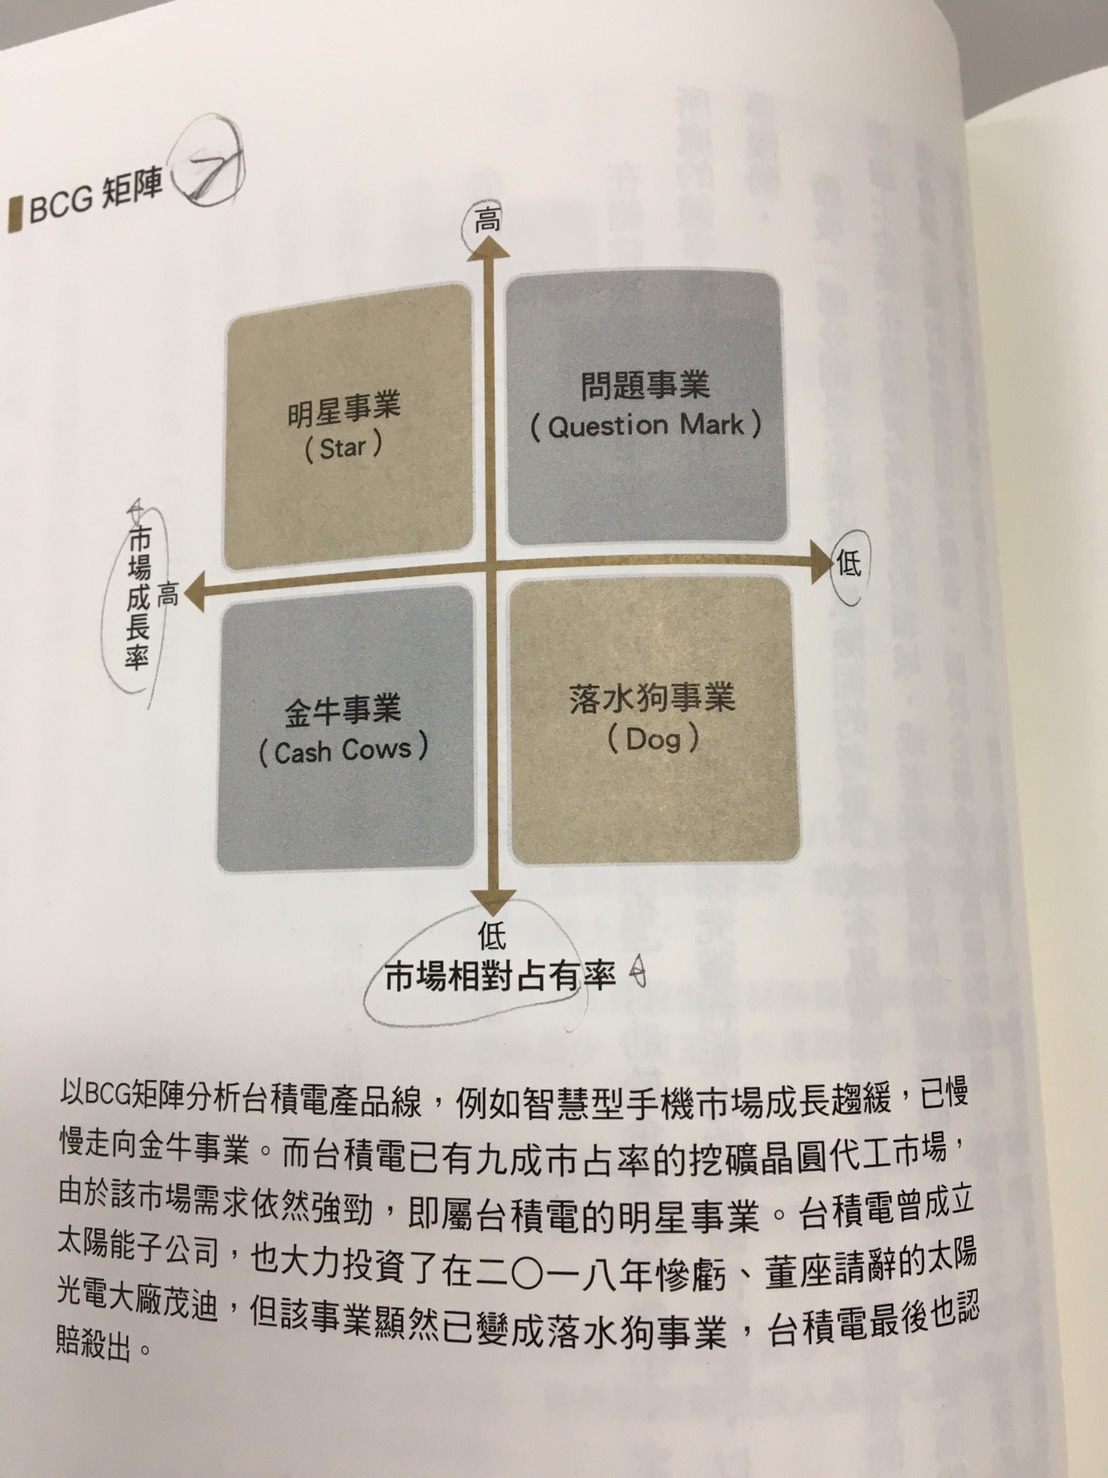 BCG 矩陣
高
明星事業
(Star)
問題事業
(Question Mark)
市場成長率
高
低
金牛事業
(Cash Cows)
落水狗事業
(Dog)
低
市場相對占有率
以BCG矩陣分析台積電產品線，例如智慧型手機市場成長趨緩，已慢
慢走向金牛事業。而台積電已有九成市占率的挖礦晶圓代工市場，
由於該市場需求依然強勁，即屬台積電的明星事業。台積電曾成立
太陽能子公司，也大力投資了在二〇一八年慘虧、董座請辭的太陽
光電大廠茂迪，但該事業顯然已變成落水狗事業，台積電最後也認
賠殺出。